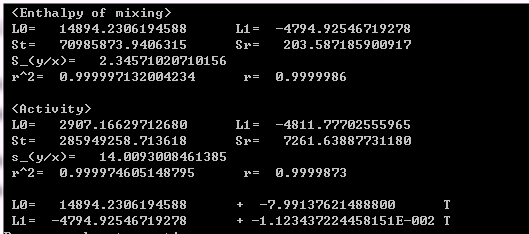 <Enthalpy of mixing>
L0= 14894.2306194588 L1= -4794.92546719278
St= 70985873.9406315 Sr= 203.587185900917
S_(y/x)= 2.34571020710156
r^2= 0.999997132004234 r= 0.9999986
<Activity>
L0= 2907.16629712680 L1= -4811.77702555965
St= 285949258.713618 Sr= 7261.63887731180
s_(y/x)= 14.0093008461385
r^2= 0.999974605148795 r= 0.9999873
L0= 14894.2306194588 + -7.99137621488800 T
L1= -4794.92546719278 + -1.123437224458151E-002 T